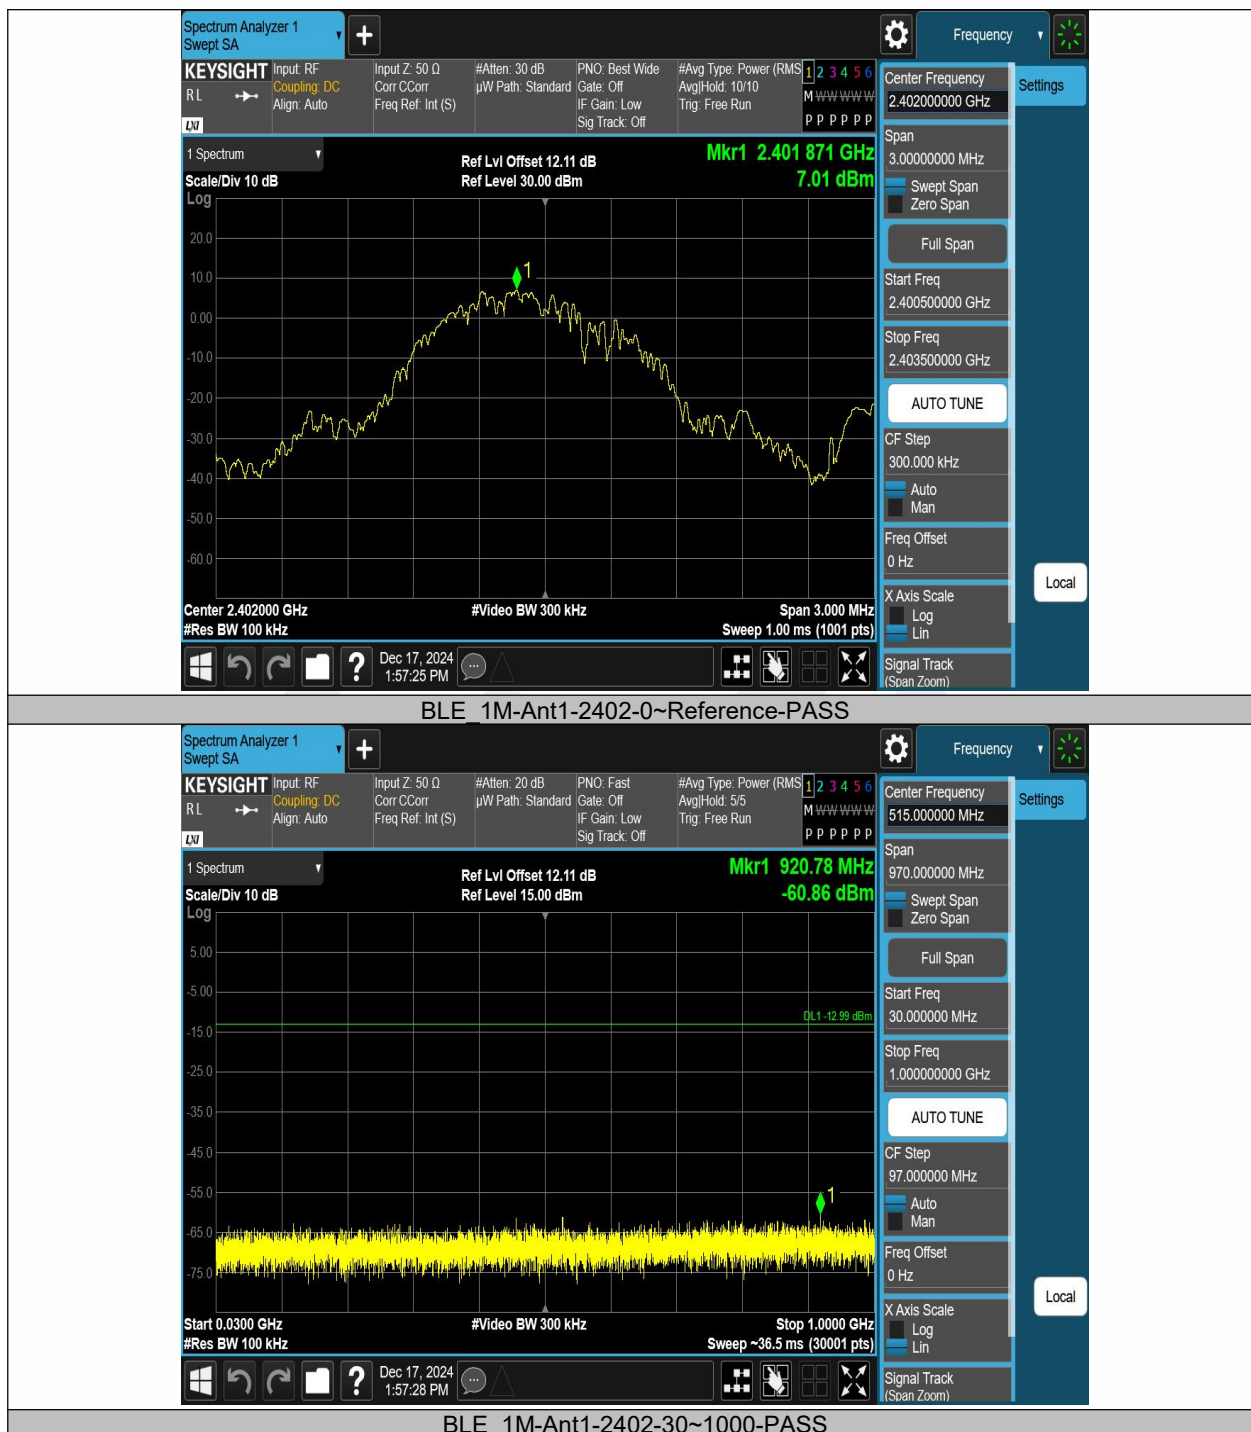 Spectrum Analyzer 1
Swept SA
Frequency
KEYSIGHT
RL
LXI
Input: RF
Coupling: DC
Align: Auto
Input Z: 50 Ω
Corr CCorr
Freq Ref: Int (S)
#Atten: 30 dB
µW Path: Standard
PNO: Best Wide
Gate: Off
IF Gain: Low
Sig Track: Off
#Avg Type: Power (RMS
Avg|Hold: 10/10
Trig: Free Run
1 2 3 4 5 6
M W W W W W
P P P P P P
1 Spectrum
Scale/Div 10 dB
Log
Ref Lvl Offset 12.11 dB
Ref Level 30.00 dBm
Mkr1 2.401 871 GHz
7.01 dBm
1
20.0
10.0
0.00
-10.0
-20.0
-30.0
-40.0
-50.0
-60.0
Center 2.402000 GHz
#Res BW 100 kHz
#Video BW 300 kHz
Span 3.000 MHz
Sweep 1.00 ms (1001 pts)
Dec 17, 2024
1:57:25 PM
Center Frequency
2.402000000 GHz
Span
3.00000000 MHz
Swept Span
Zero Span
Full Span
Start Freq
2.400500000 GHz
Stop Freq
2.403500000 GHz
AUTO TUNE
CF Step
300.000 kHz
Auto
Man
Freq Offset
0 Hz
X Axis Scale
Log
Lin
Signal Track
(Span Zoom)
Settings
Local
BLE_1M-Ant1-2402-0~Reference-PASS
Spectrum Analyzer 1
Swept SA
Frequency
KEYSIGHT
RL
LXI
Input: RF
Coupling: DC
Align: Auto
Input Z: 50 Ω
Corr CCorr
Freq Ref: Int (S)
#Atten: 20 dB
µW Path: Standard
PNO: Fast
Gate: Off
IF Gain: Low
Sig Track: Off
#Avg Type: Power (RMS
Avg|Hold: 5/5
Trig: Free Run
1 2 3 4 5 6
M W W W W W
P P P P P P
1 Spectrum
Scale/Div 10 dB
Log
Ref Lvl Offset 12.11 dB
Ref Level 15.00 dBm
Mkr1 920.78 MHz
-60.86 dBm
DL1 -12.99 dBm
1
5.00
-5.00
-15.0
-25.0
-35.0
-45.0
-55.0
-65.0
-75.0
Start 0.0300 GHz
#Res BW 100 kHz
#Video BW 300 kHz
Stop 1.0000 GHz
Sweep ~36.5 ms (30001 pts)
Dec 17, 2024
1:57:28 PM
Center Frequency
515.000000 MHz
Span
970.000000 MHz
Swept Span
Zero Span
Full Span
Start Freq
30.000000 MHz
Stop Freq
1.000000000 GHz
AUTO TUNE
CF Step
97.000000 MHz
Auto
Man
Freq Offset
0 Hz
X Axis Scale
Log
Lin
Signal Track
(Span Zoom)
Settings
Local
BLE_1M-Ant1-2402-30~1000-PASS